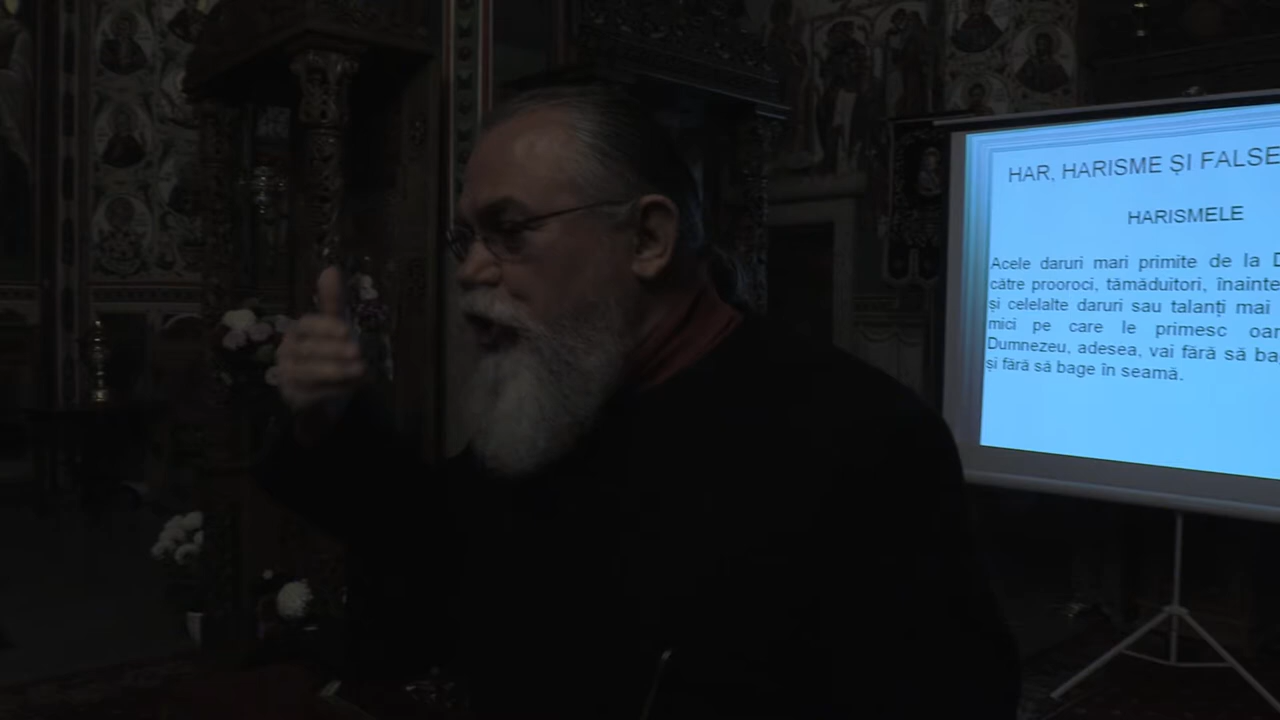 HAR, HARISME ȘI FALSE
HARISMELE
Acele daruri mari primite de la
către prooroci, tămăduitori,
și celelalte daruri sau talanți mai
mici pe care le primesc
Dumnezeu, adesea, vai fără să
și fără să bage în seamă.